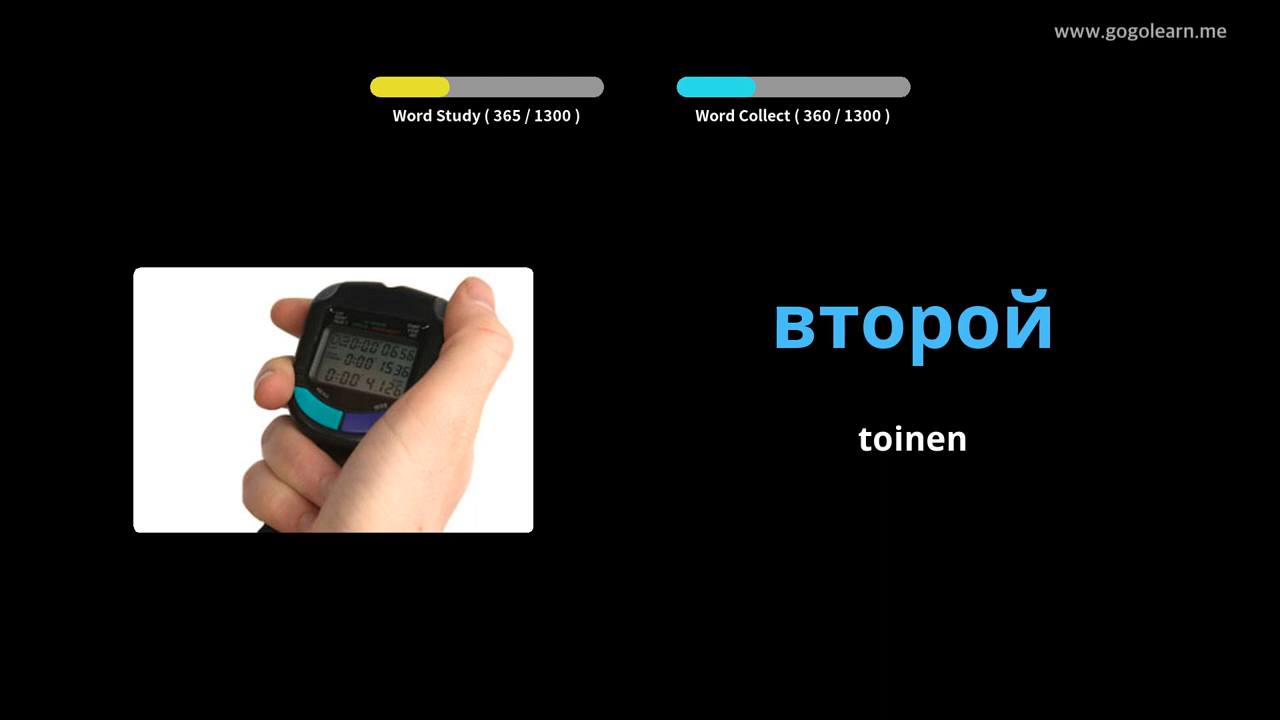 www.gogolearn.me
Word Study ( 365 / 1300 )
Word Collect ( 360 / 1300 )
второй
toinen